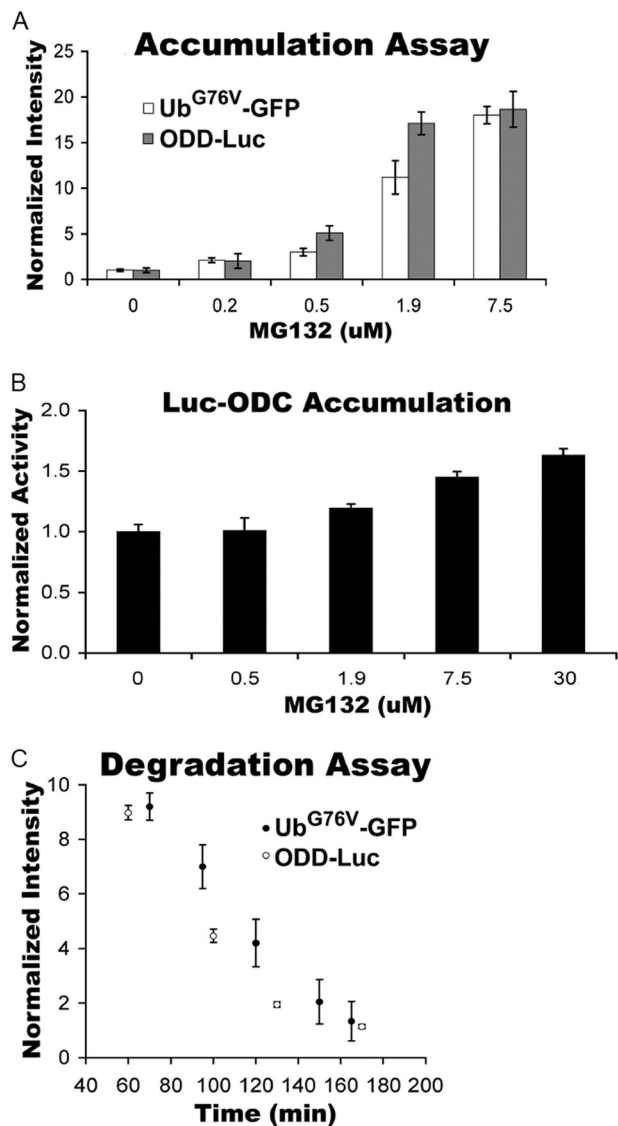 A
Accumulation Assay
Normalized Intensity
25
20
15
10
5
0
Ub^G76V-GFP
ODD-Luc
0 0.2 0.5 1.9 7.5
MG132 (uM)
B
Luc-ODC Accumulation
Normalized Activity
2.0
1.5
1.0
0.5
0.0
0 0.5 1.9 7.5 30
MG132 (uM)
C
Degradation Assay
Normalized Intensity
10
8
6
4
2
0
Ub^G76V-GFP
ODD-Luc
40 60 80 100 120 140 160 180 200
Time (min)